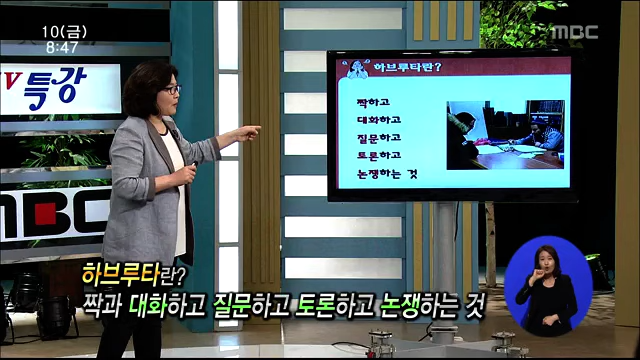 10(금)
8:47
MBC
TV특강
MBC
하브루타란?
짝하고
대화하고
질문하고
토론하고
논쟁하는 것
하브루타란?
짝과 대화하고 질문하고 토론하고 논쟁하는 것